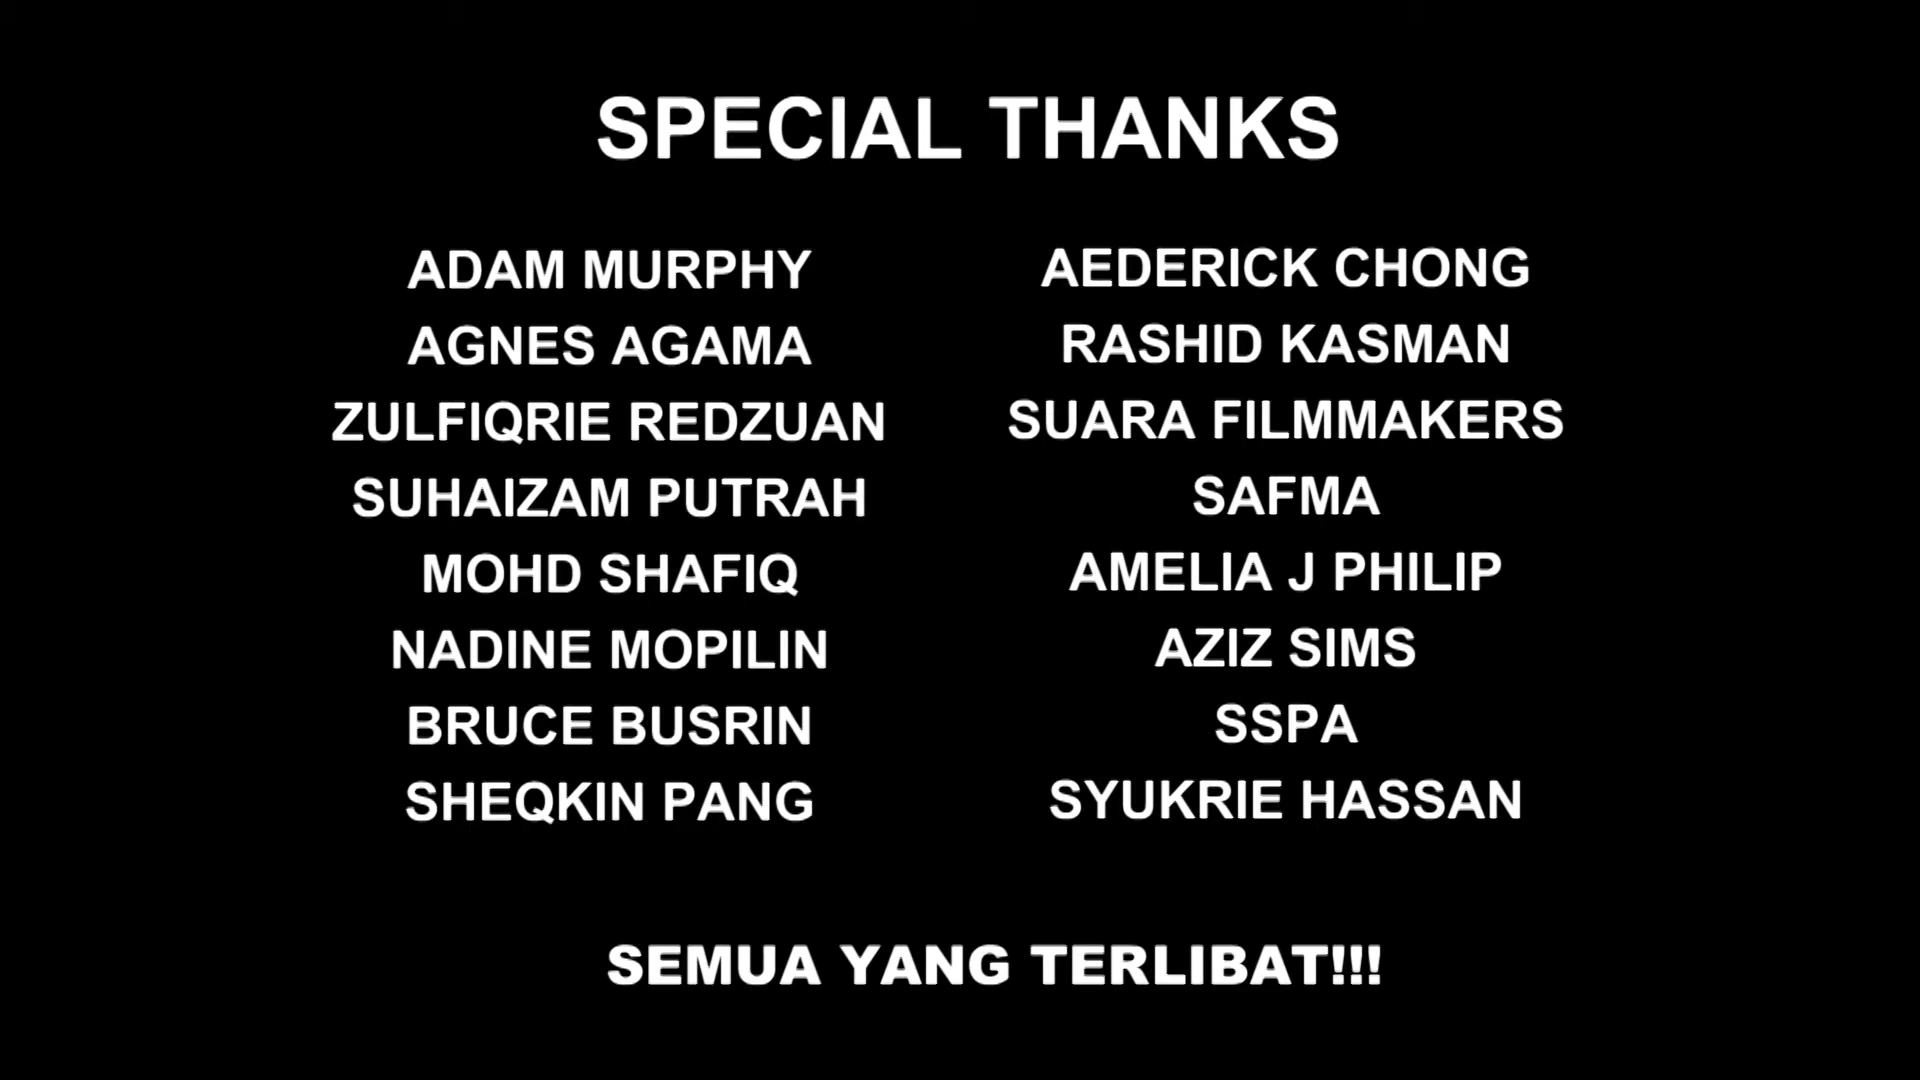 SPECIAL THANKS
ADAM MURPHY
AGNES AGAMA
ZULFIQRIE REDZUAN
SUHAIZAM PUTRAH
MOHD SHAFIQ
NADINE MOPILIN
BRUCE BUSRIN
SHEQKIN PANG
AEDERICK CHONG
RASHID KASMAN
SUARA FILMMAKERS
SAFMA
AMELIA J PHILIP
AZIZ SIMS
SSPA
SYUKRIE HASSAN
SEMUA YANG TERLIBAT!!!